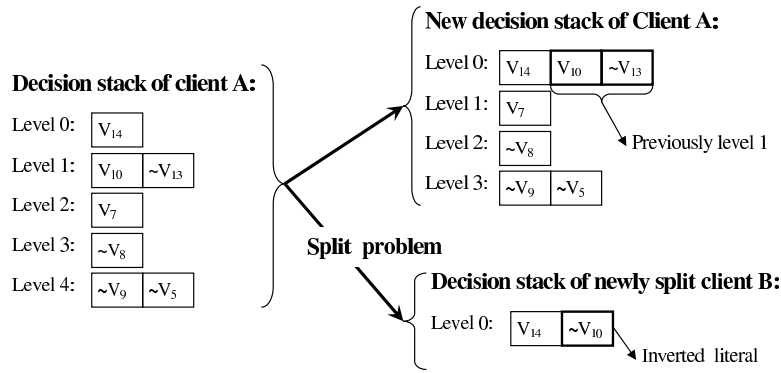 Decision stack of client A:
Level 0: V14
Level 1: V10 ~V13
Level 2: V7
Level 3: ~V8
Level 4: ~V9 ~V5
Split problem
New decision stack of Client A:
Level 0: V14 V10 ~V13
Level 1: V7
Previously level 1
Level 2: ~V8
Level 3: ~V9 ~V5
Decision stack of newly split client B:
Level 0: V14 ~V10
Inverted literal